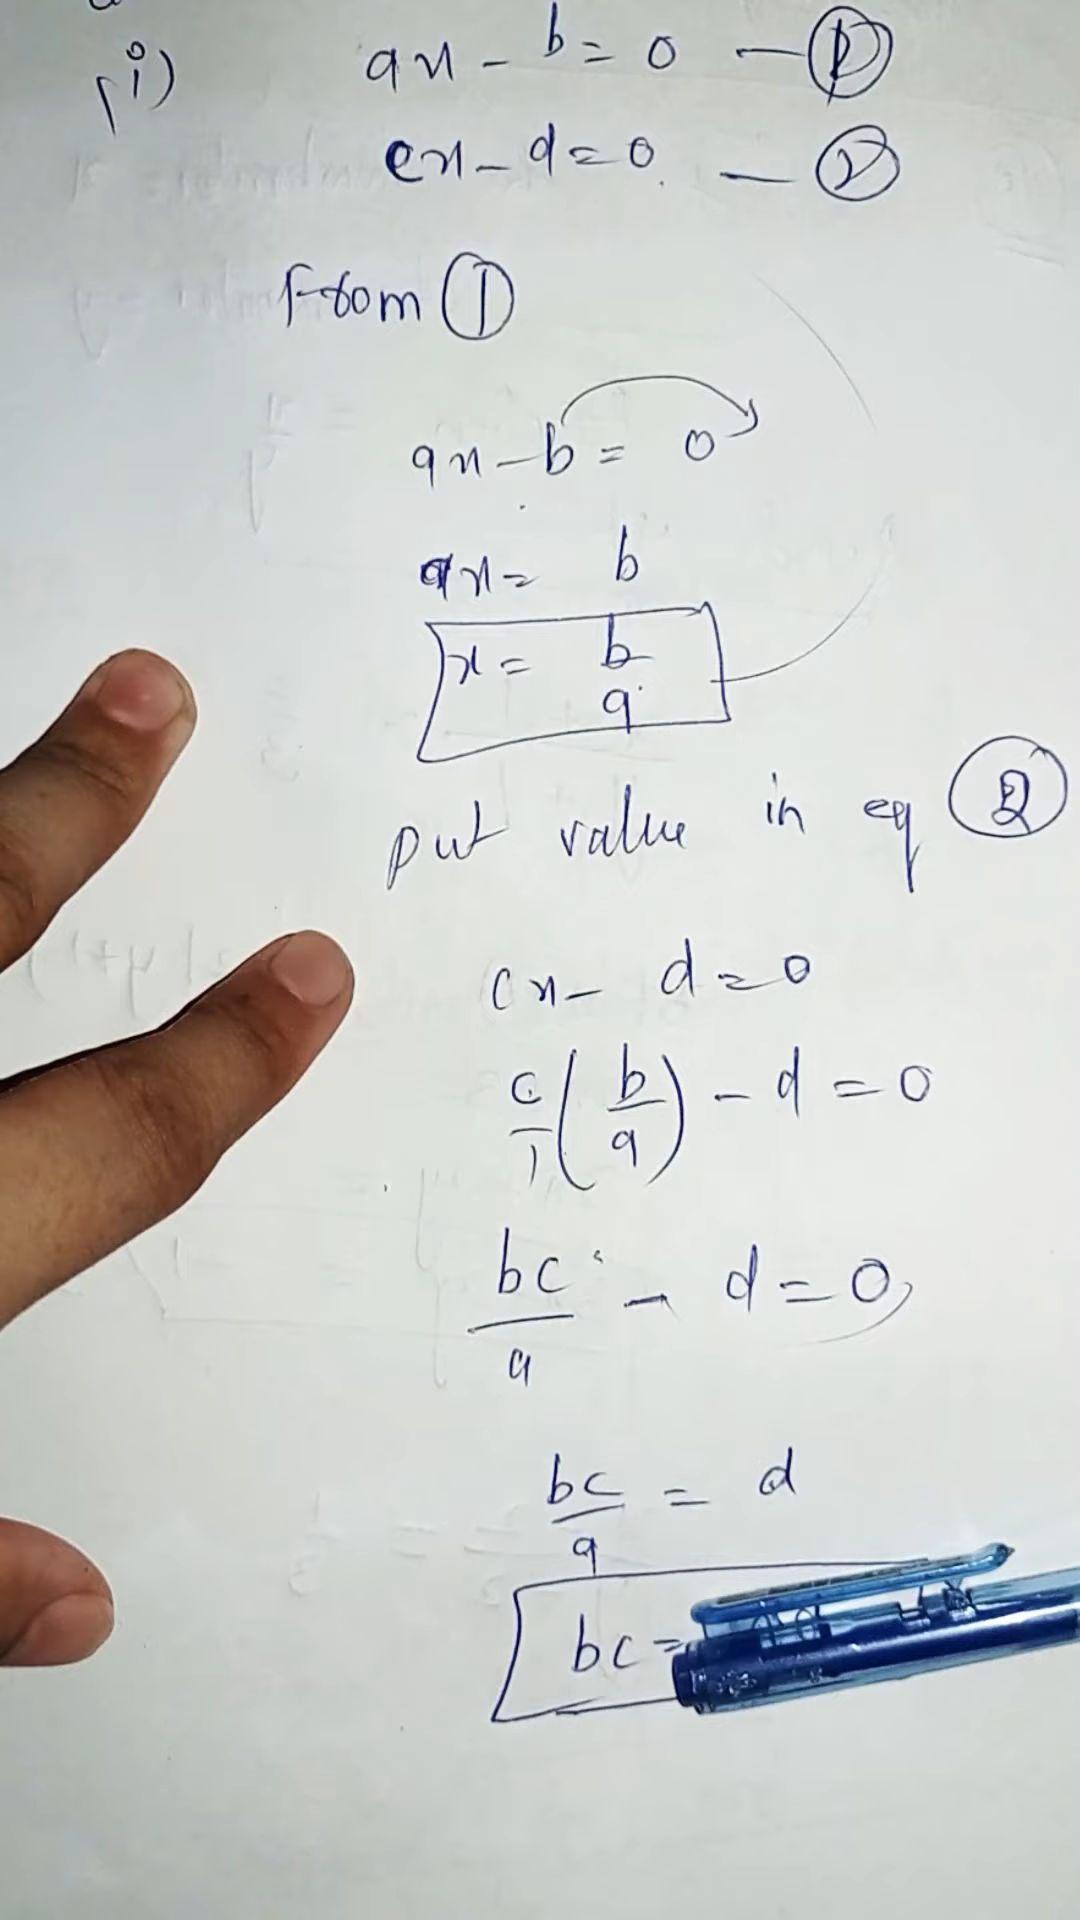 (i) ax - b = 0 — ①
cx - d = 0 — ②
From ①
ax - b = 0
ax = b
x = b/a
put value in eq ②
cx - d = 0
c/1 (b/a) - d = 0
bc/a - d = 0
bc/a = d
bc =